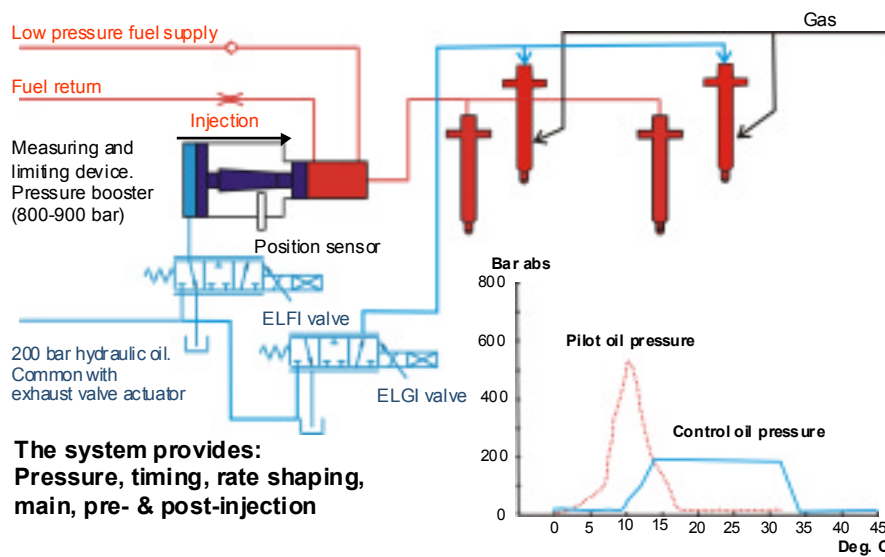 Gas
Low pressure fuel supply
Fuel return
Injection
Measuring and
limiting device.
Pressure booster
(800-900 bar)
Position sensor
ELFI valve
200 bar hydraulic oil.
Common with
exhaust valve actuator
ELGI valve
The system provides:
Pressure, timing, rate shaping,
main, pre- & post-injection
Bar abs
800
600
400
200
0
Pilot oil pressure
Control oil pressure
0 5 10 15 20 25 30 35 40 45
Deg.